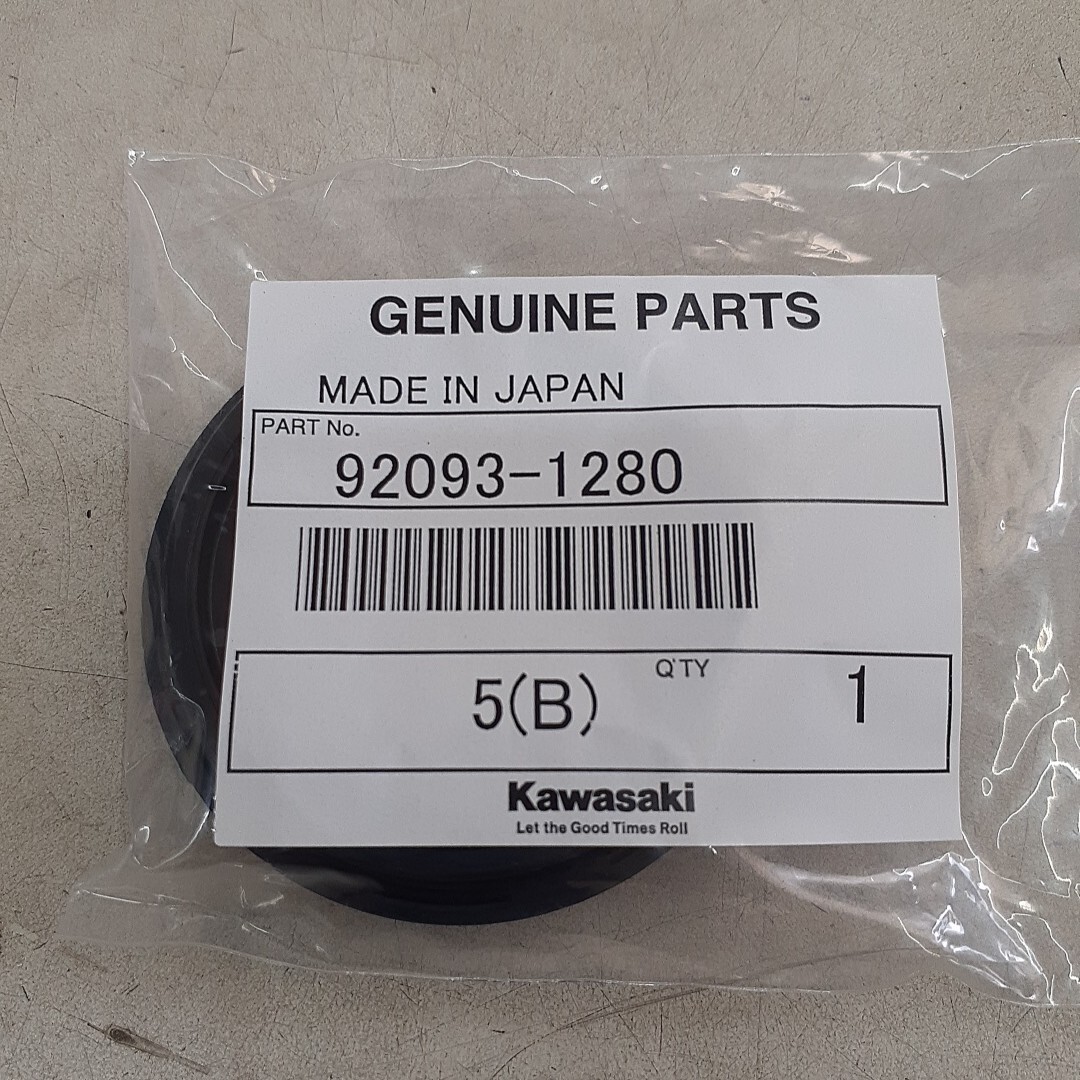 GENUINE PARTS
MADE IN JAPAN
PART No.
92093-1280
5(B) Q'TY 1
Kawasaki
Let the Good Times Roll